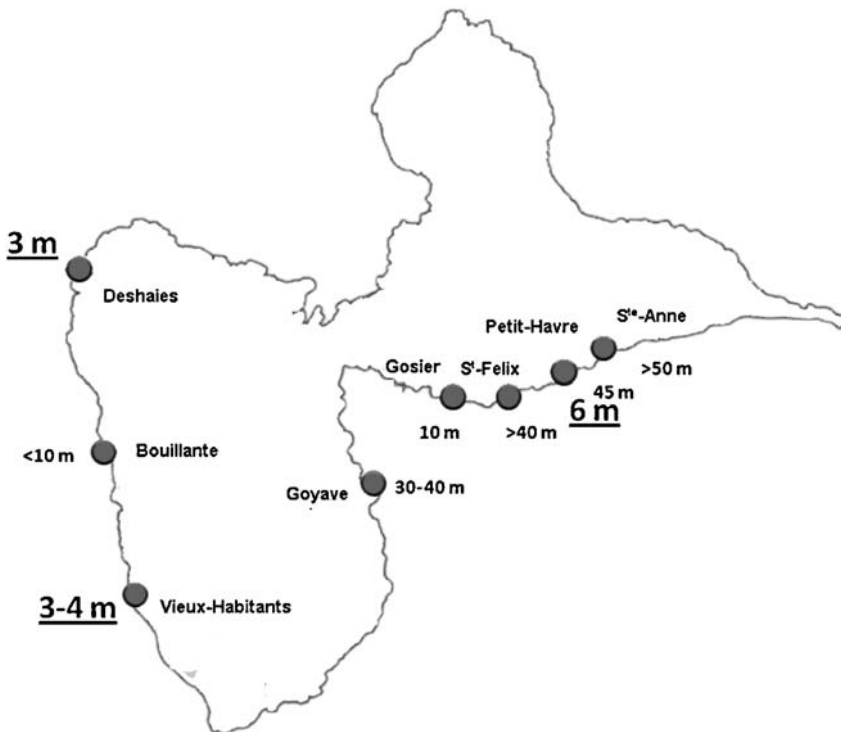 3 m
Deshaies
Petit-Havre
Sᵗᵉ-Anne
Gosier
Sᵗ-Felix
>50 m
45 m
6 m
10 m
>40 m
<10 m
Bouillante
Goyave
30-40 m
3-4 m
Vieux-Habitants